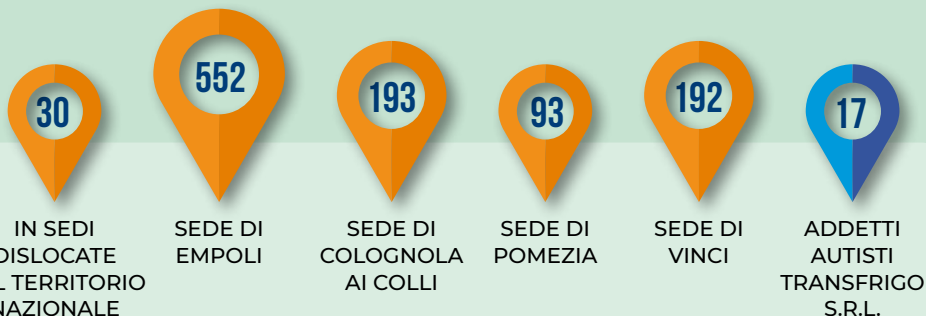 30
552
193
93
192
17
IN SEDI
DISLOCATE
TERRITORIO
NAZIONALE
SEDE DI
EMPOLI
SEDE DI
COLOGNOLA
AI COLLI
SEDE DI
POMEZIA
SEDE DI
VINCI
ADDETTI
AUTISTI
TRANSFRIGO
S.R.L.